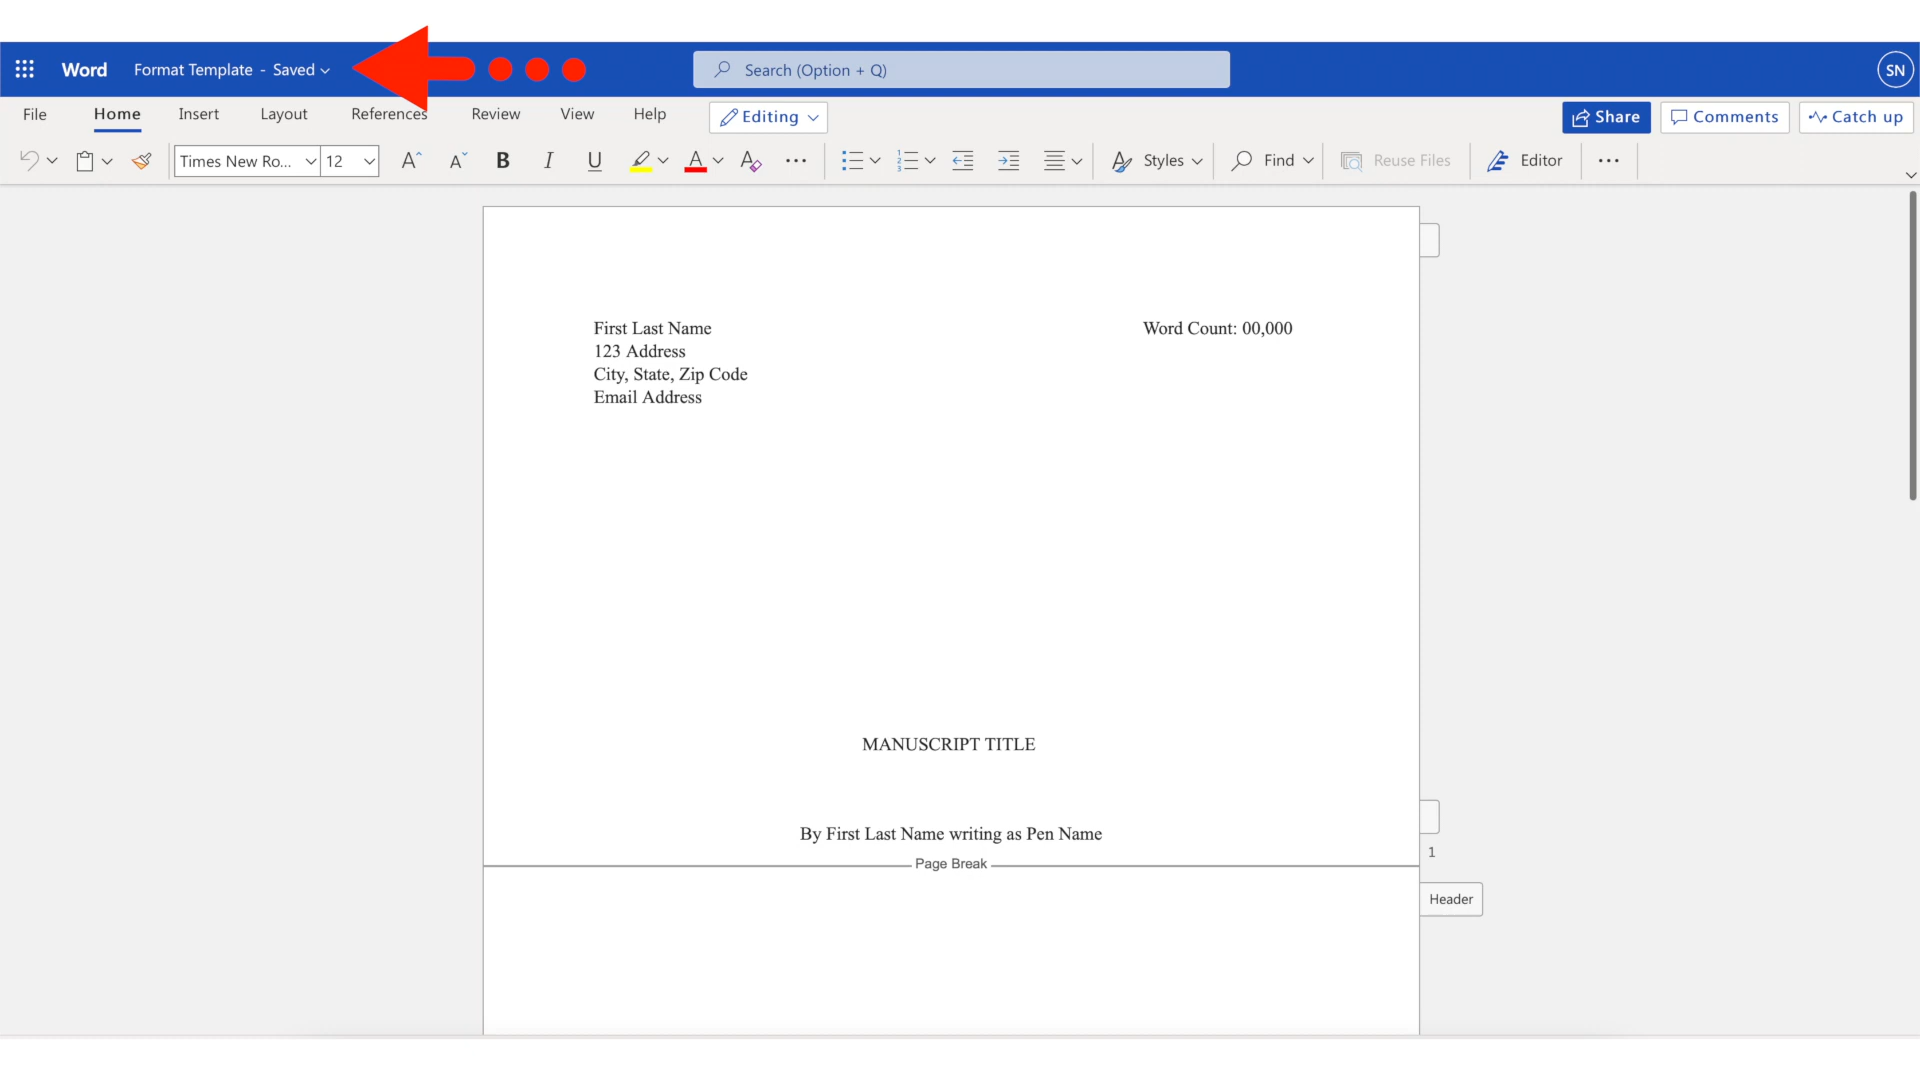 Word Format Template - Saved Search (Option + Q) SN
File Home Insert Layout References Review View Help Editing Share Comments Catch up
Times New Ro... 12 A A B I U A A ... Styles Find Reuse Files Editor ...
First Last Name Word Count: 00,000
123 Address
City, State, Zip Code
Email Address
MANUSCRIPT TITLE
By First Last Name writing as Pen Name
Page Break
1
Header